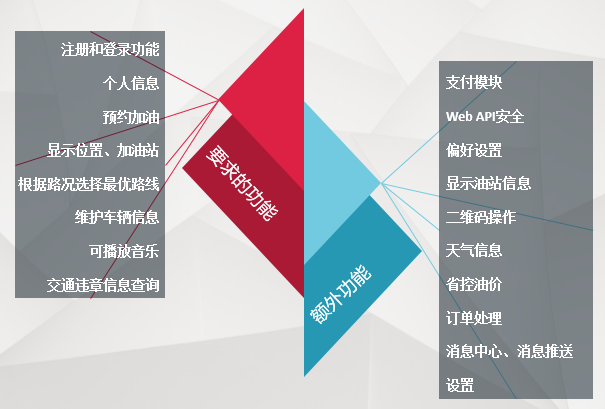 注册和登录功能
个人信息
预约加油
显示位置、加油站
根据路况选择最优路线
维护车辆信息
可播放音乐
交通违章信息查询
要求的功能
额外功能
支付模块
Web API安全
偏好设置
显示油站信息
二维码操作
天气信息
省控油价
订单处理
消息中心、消息推送
设置